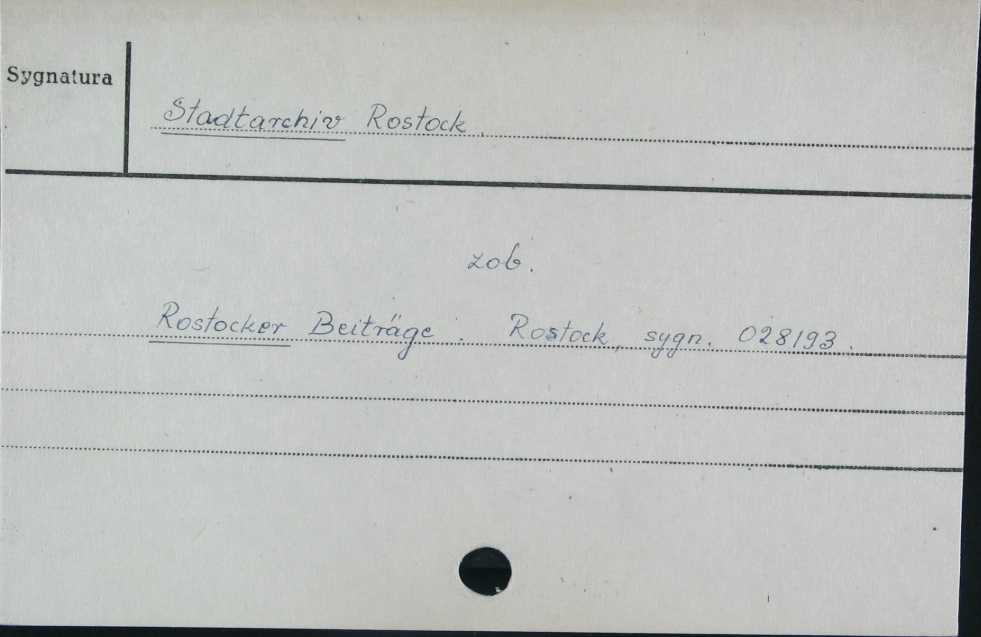 Sygnatura
Stadtarchiv Rostock.
zob.
Rostocker Beiträge. Rostock, sygn. 028193.